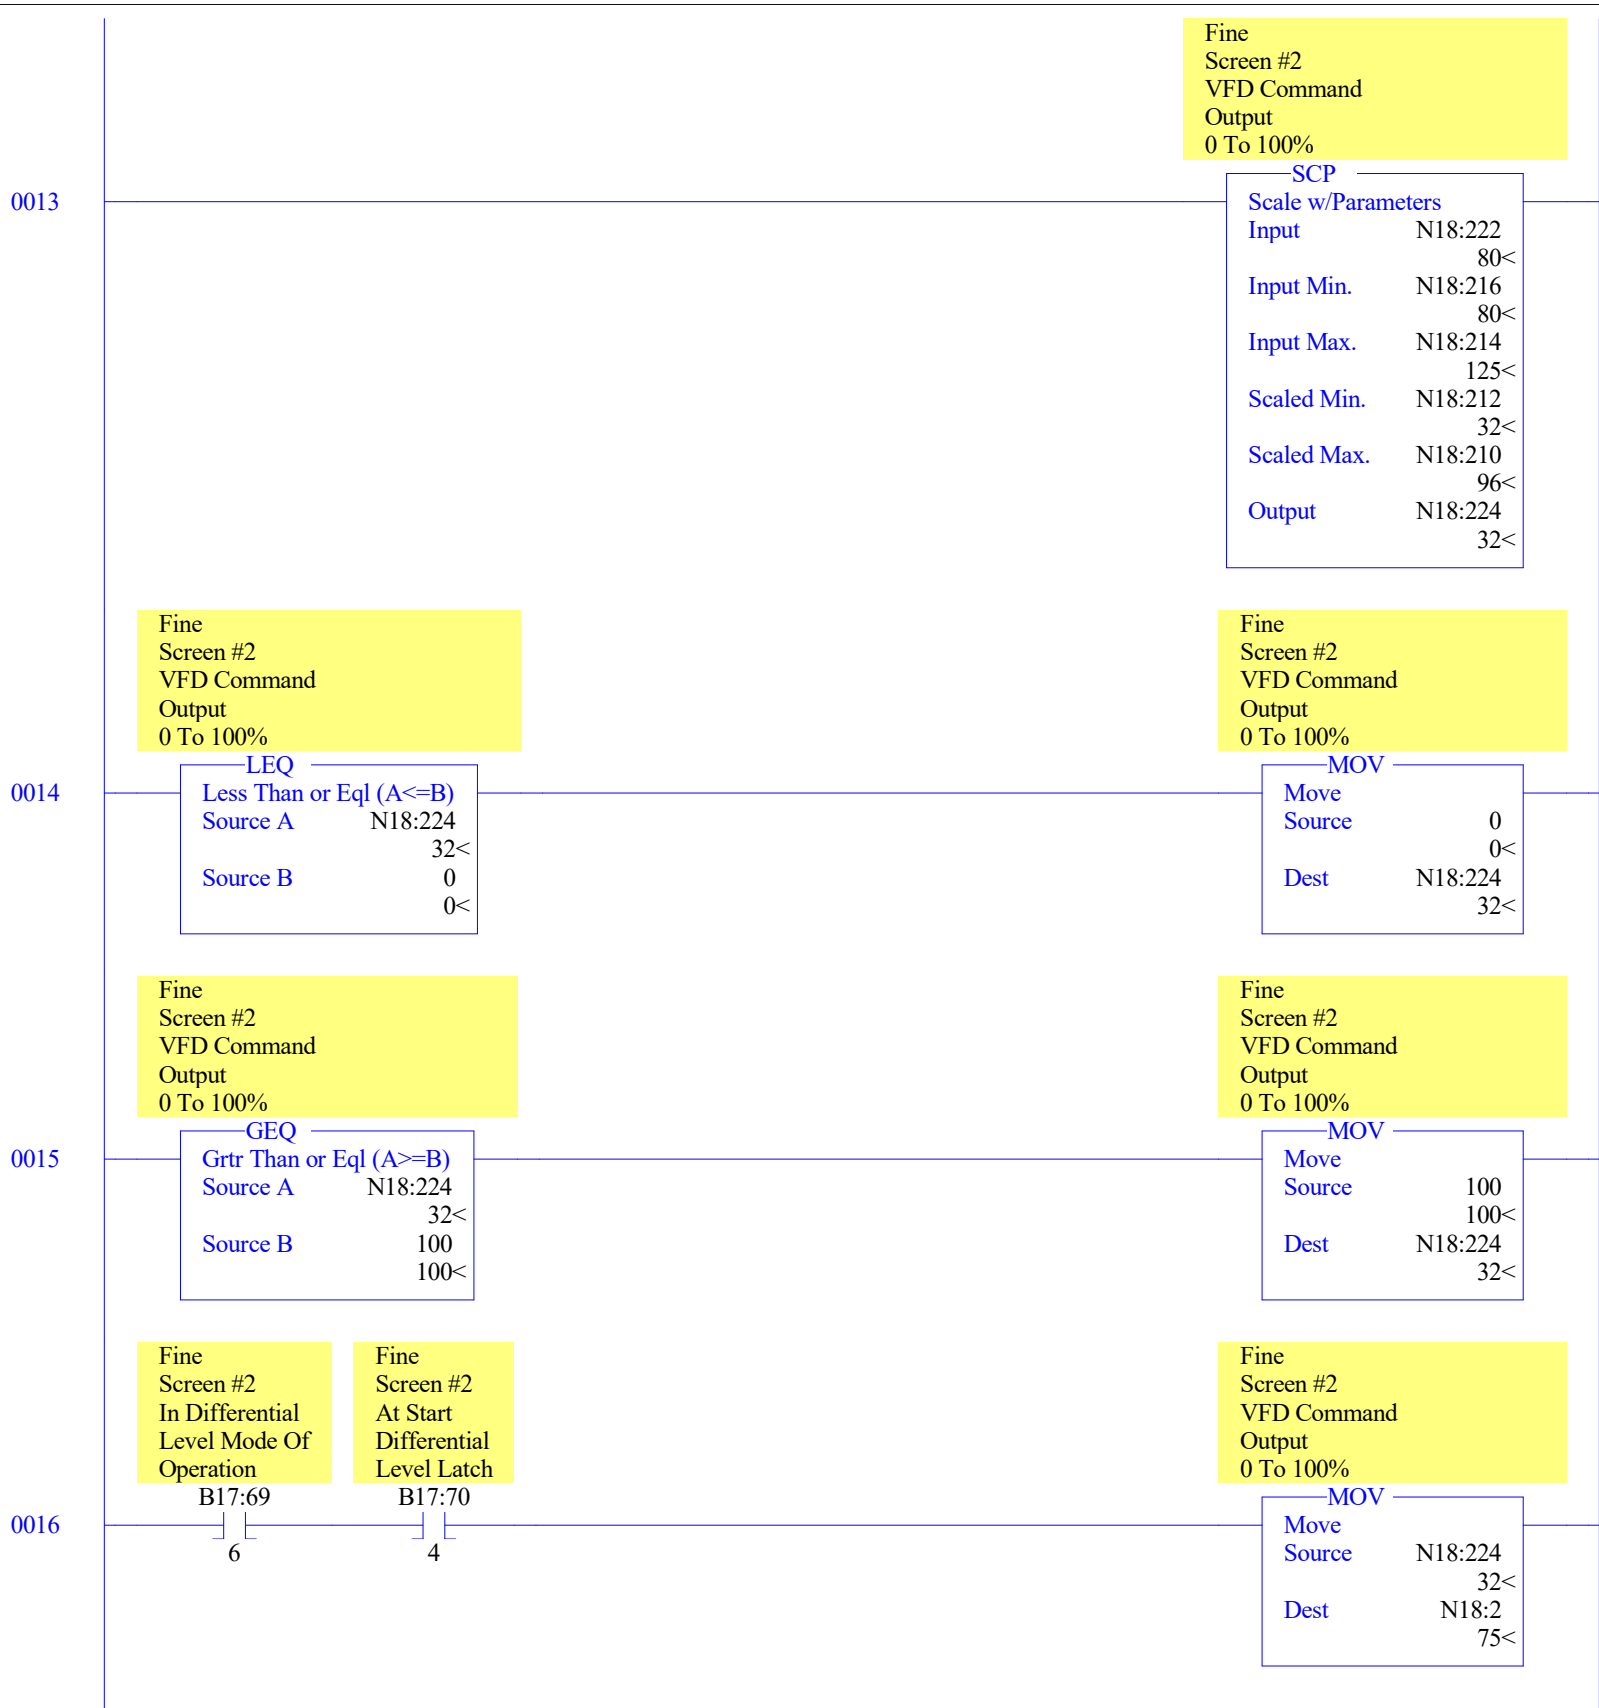 Fine
Screen #2
VFD Command
Output
0 To 100%
SCP
0013
Scale w/Parameters
Input N18:222
80<
Input Min. N18:216
80<
Input Max. N18:214
125<
Scaled Min. N18:212
32<
Scaled Max. N18:210
96<
Output N18:224
32<
Fine
Screen #2
VFD Command
Output
0 To 100%
LEQ
0014
Less Than or Eql (A<=B)
Source A N18:224
32<
Source B 0
0<
Fine
Screen #2
VFD Command
Output
0 To 100%
MOV
Move
Source 0
0<
Dest N18:224
32<
Fine
Screen #2
VFD Command
Output
0 To 100%
GEQ
0015
Grtr Than or Eql (A>=B)
Source A N18:224
32<
Source B 100
100<
Fine
Screen #2
VFD Command
Output
0 To 100%
MOV
Move
Source 100
100<
Dest N18:224
32<
Fine
Screen #2
In Differential
Level Mode Of
Operation
B17:69
0016
6
Fine
Screen #2
At Start
Differential
Level Latch
B17:70
4
Fine
Screen #2
VFD Command
Output
0 To 100%
MOV
Move
Source N18:224
32<
Dest N18:2
75<